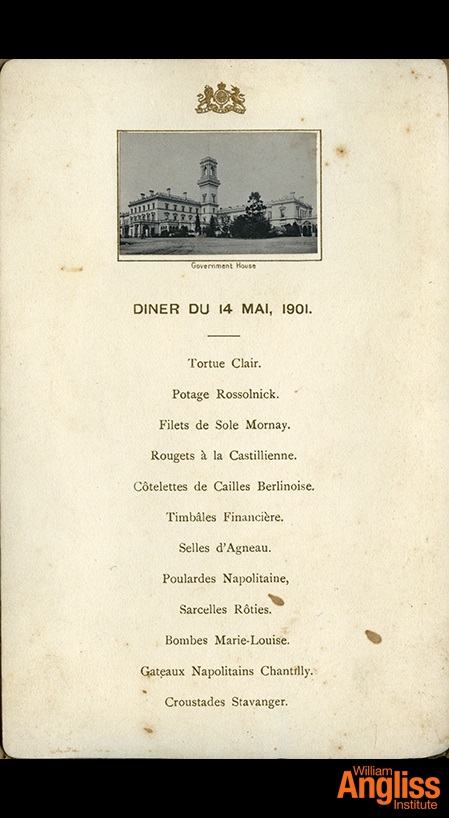 Government House
DINER DU 14 MAI, 1901.
Tortue Clair.
Potage Rossolnick.
Filets de Sole Mornay.
Rougets à la Castillienne.
Côtelettes de Cailles Berlinoise.
Timbâles Financière.
Selles d'Agneau.
Poulardes Napolitaine,
Sarcelles Rôties.
Bombes Marie-Louise.
Gateaux Napolitains Chantilly.
Croustades Stavanger.
William
Angliss
Institute